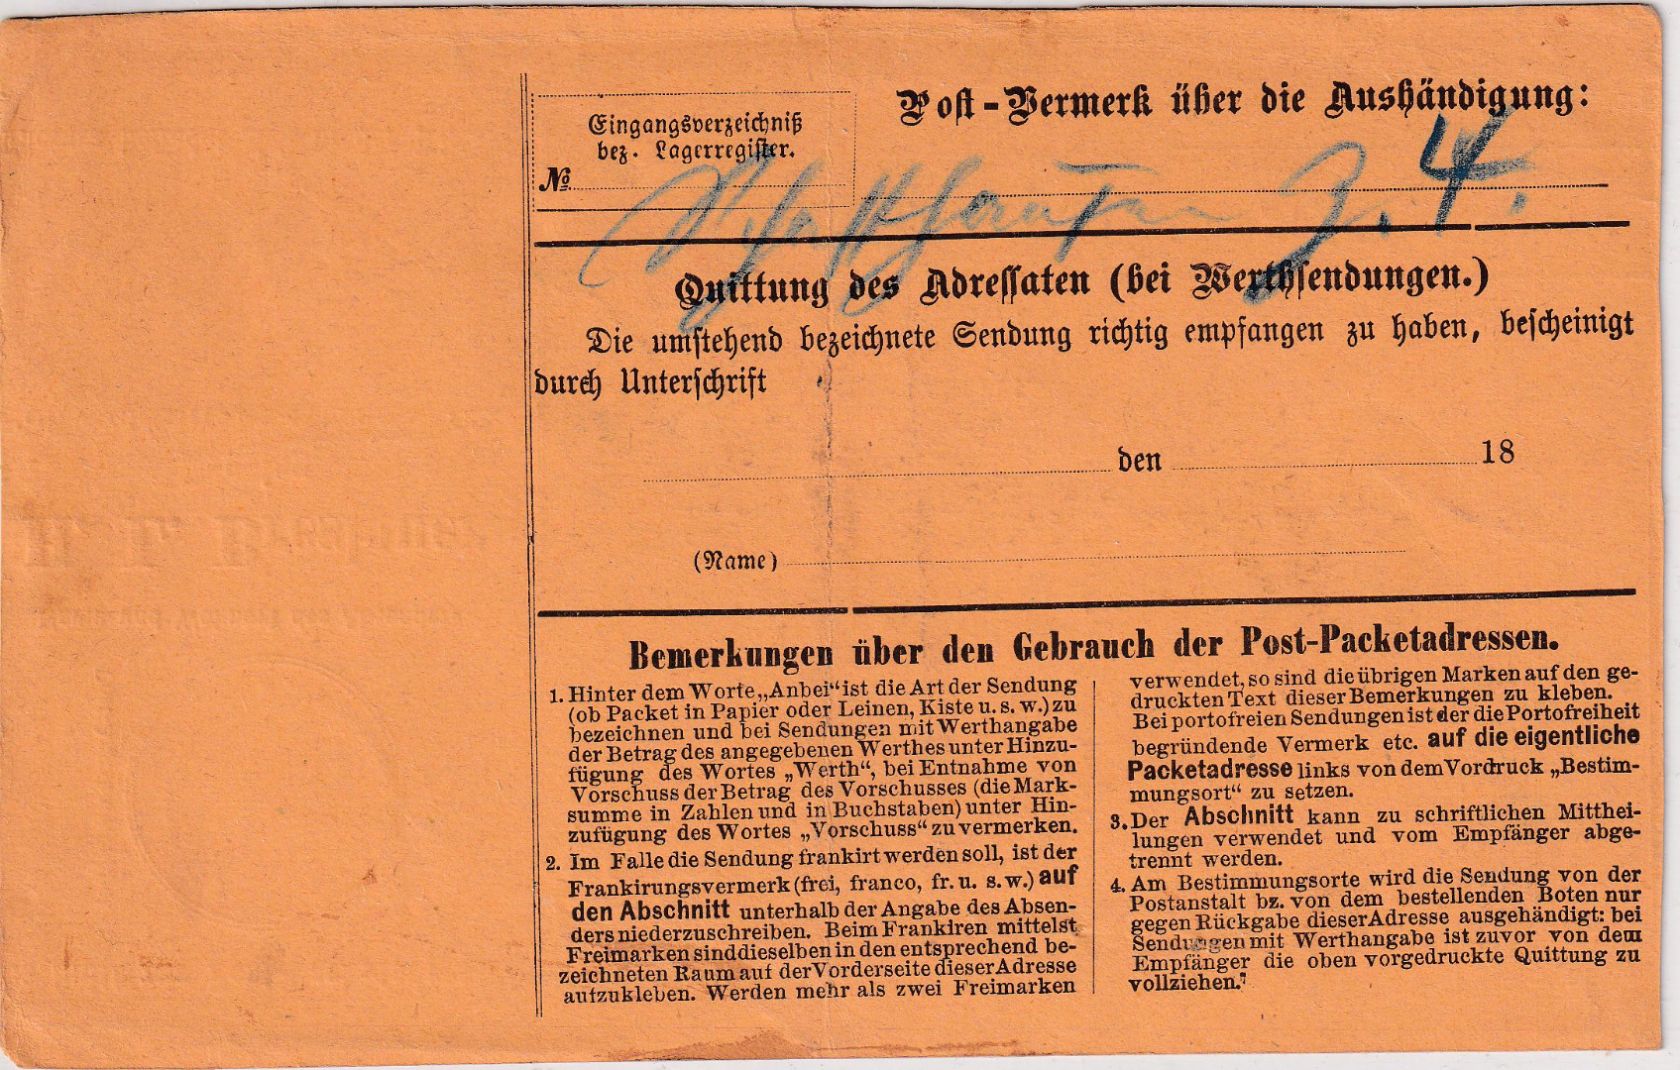 Post-Vermerk über die Aushändigung:
Eingangsverzeichniß
bez. Lagerregister.
№
4.
Quittung des Adressaten (bei Werthsendungen.)
Die umstehend bezeichnete Sendung richtig empfangen zu haben, bescheinigt
durch Unterschrift
den 18
(Name)
Bemerkungen über den Gebrauch der Post-Packetadressen.
1. Hinter dem Worte „Anbei“ ist die Art der Sendung
(ob Packet in Papier oder Leinen, Kiste u. s. w.) zu
bezeichnen und bei Sendungen mit Werthangabe
der Betrag des angegebenen Werthes unter Hinzu-
fügung des Wortes „Werth“, bei Entnahme von
Vorschuss der Betrag des Vorschusses (die Mark-
summe in Zahlen und in Buchstaben) unter Hin-
zufügung des Wortes „Vorschuss“ zu vermerken.
2. Im Falle die Sendung frankirt werden soll, ist der
Frankirungsvermerk (frei, franco, fr. u. s. w.) auf
den Abschnitt unterhalb der Angabe des Absen-
ders niederzuschreiben. Beim Frankiren mittelst
Freimarken sind dieselben in den entsprechend be-
zeichneten Raum auf der Vorderseite dieser Adresse
aufzukleben. Werden mehr als zwei Freimarken
verwendet, so sind die übrigen Marken auf den ge-
druckten Text dieser Bemerkungen zu kleben.
Bei portofreien Sendungen ist der die Portofreiheit
begründende Vermerk etc. auf die eigentliche
Packetadresse links von dem Vordruck „Bestim-
mungsort“ zu setzen.
3. Der Abschnitt kann zu schriftlichen Mitthei-
lungen verwendet und vom Empfänger abge-
trennt werden.
4. Am Bestimmungsorte wird die Sendung von der
Postanstalt bz. von dem bestellenden Boten nur
gegen Rückgabe dieser Adresse ausgehändigt: bei
Sendungen mit Werthangabe ist zuvor von dem
Empfänger die oben vorgedruckte Quittung zu
vollziehen.